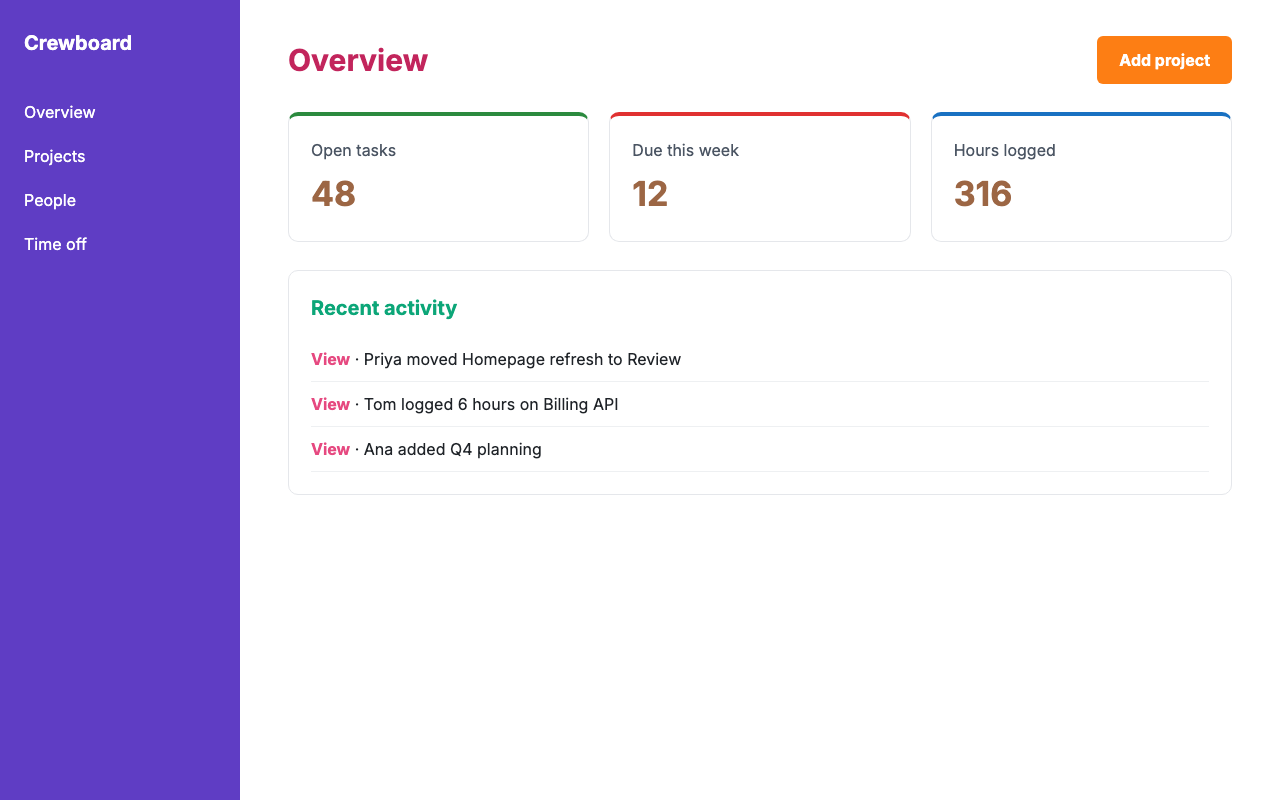 Crewboard
Overview
Projects
People
Time off
Overview
Add project
Open tasks
48
Due this week
12
Hours logged
316
Recent activity
View · Priya moved Homepage refresh to Review
View · Tom logged 6 hours on Billing API
View · Ana added Q4 planning